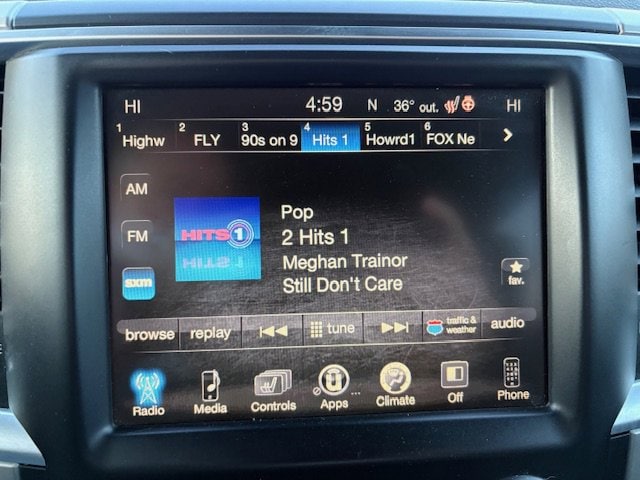 HI 4:59 N 36° out. HI
1 Highw 2 FLY 3 90s on 9 4 Hits 1 5 Howrd1 6 FOX Ne >
AM
FM
sxm
HITS 1
Pop
2 Hits 1
Meghan Trainor
Still Don't Care
fav.
browse replay tune traffic & weather audio
Radio Media Controls Apps ... Climate Off Phone